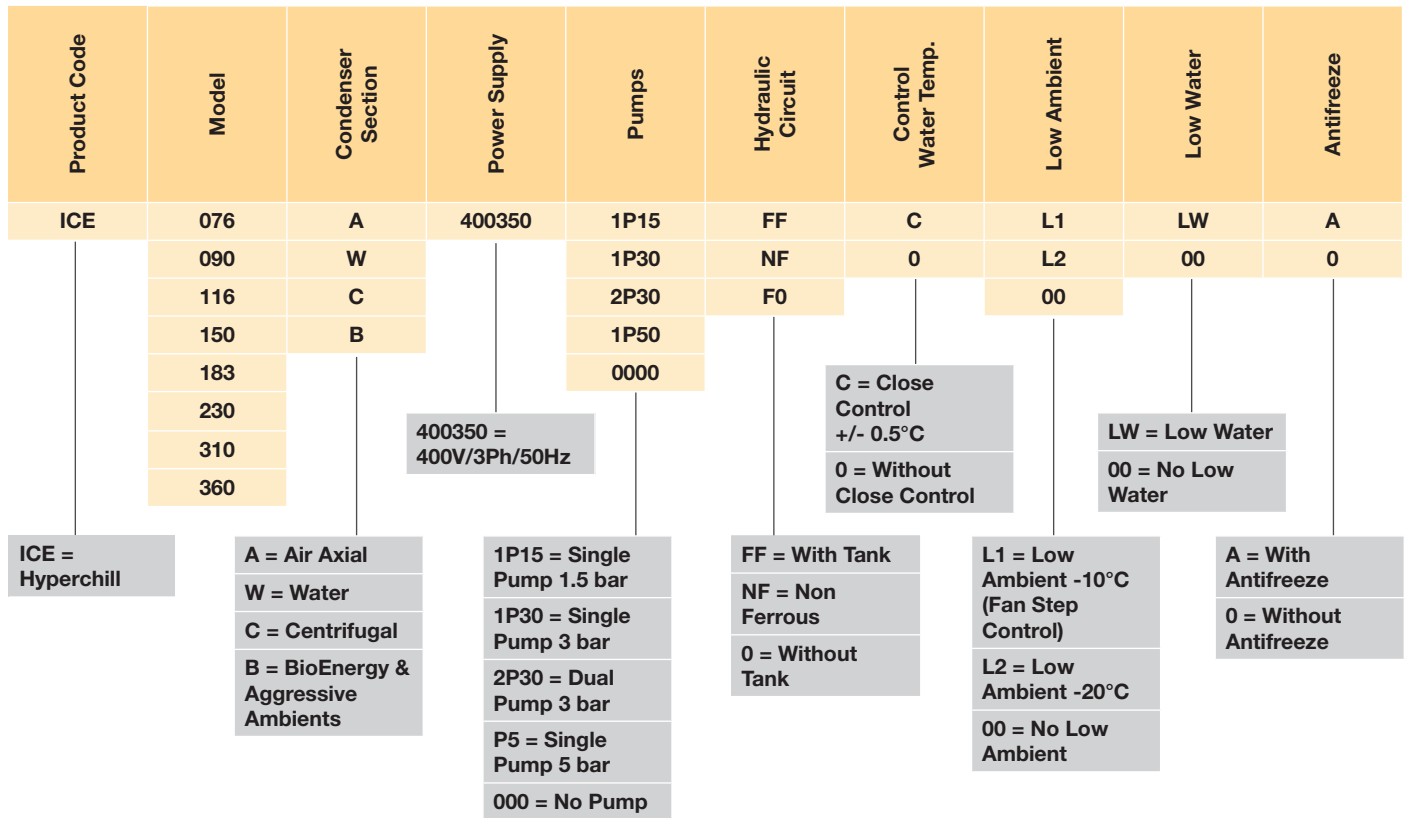 Product Code
Model
Condenser
Section
Power Supply
Pumps
Hydraulic
Circuit
Control
Water Temp.
Low Ambient
Low Water
Antifreeze
ICE 076 A 400350 1P15 FF C L1 LW A
090 W 1P30 NF 0 L2 00 0
116 C 2P30 F0 00
150 B 1P50
183 0000
230
310
360
400350 =
400V/3Ph/50Hz
C = Close
Control
+/- 0.5°C
0 = Without
Close Control
LW = Low Water
00 = No Low
Water
ICE =
Hyperchill
A = Air Axial
W = Water
C = Centrifugal
B = BioEnergy &
Aggressive
Ambients
1P15 = Single
Pump 1.5 bar
1P30 = Single
Pump 3 bar
2P30 = Dual
Pump 3 bar
P5 = Single
Pump 5 bar
000 = No Pump
FF = With Tank
NF = Non
Ferrous
0 = Without
Tank
L1 = Low
Ambient -10°C
(Fan Step
Control)
L2 = Low
Ambient -20°C
00 = No Low
Ambient
A = With
Antifreeze
0 = Without
Antifreeze